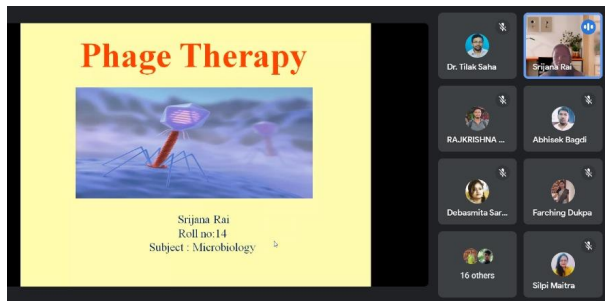 Phage Therapy
Srijana Rai
Roll no:14
Subject : Microbiology
Dr. Tilak Saha
Srijana Rai
RAJKRISHNA ...
Abhisek Bagdi
Debasmita Sar...
Farching Dukpa
16 others
Silpi Maitra